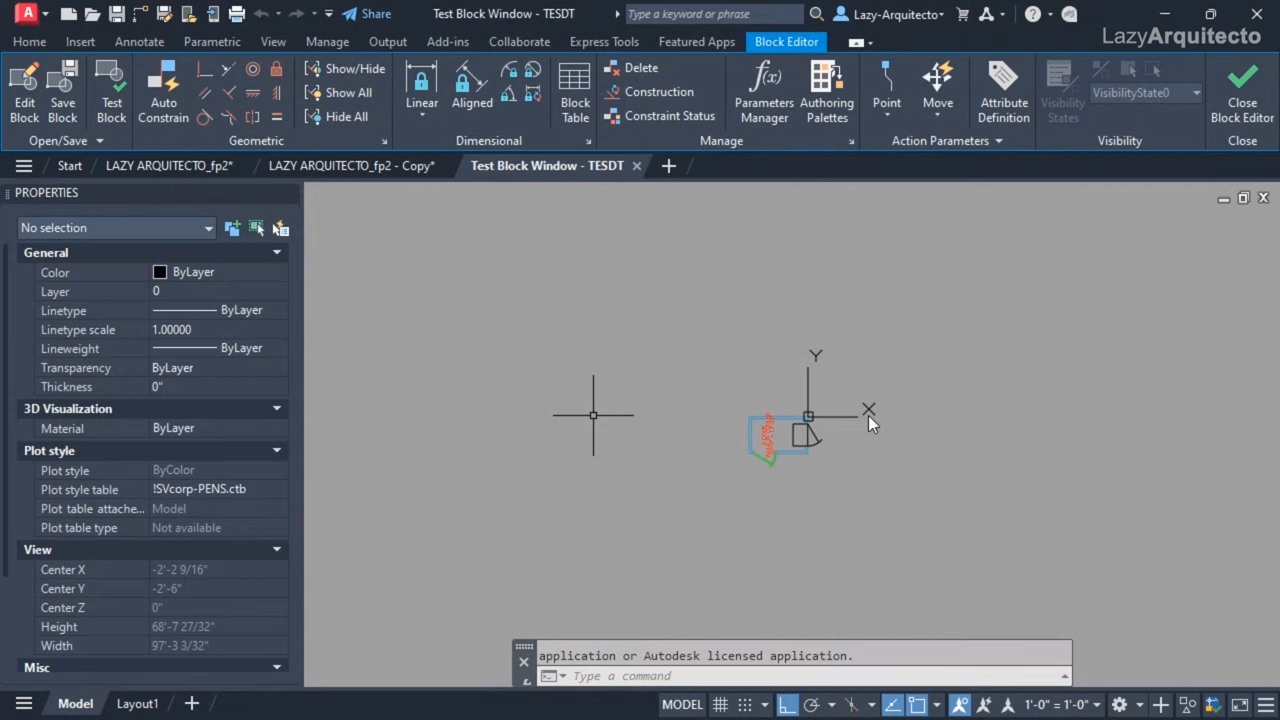 A
Share
Test Block Window - TESDT
Type a keyword or phrase
Lazy-Arquitecto
?
Home
Insert
Annotate
Parametric
View
Manage
Output
Add-ins
Collaborate
Express Tools
Featured Apps
Block Editor
LazyArquitecto
Edit Block
Save Block
Test Block
Auto Constrain
Show/Hide
Show All
Hide All
Linear
Aligned
Block Table
Delete
Construction
Constraint Status
f(x)
Parameters Manager
Authoring Palettes
Point
Move
Attribute Definition
Visibility States
VisibilityState0
Close Block Editor
Open/Save
Geometric
Dimensional
Manage
Action Parameters
Visibility
Close
Start
LAZY ARQUITECTO_fp2*
LAZY ARQUITECTO_fp2 - Copy*
Test Block Window - TESDT
PROPERTIES
No selection
General
Color ByLayer
Layer 0
Linetype ByLayer
Linetype scale 1.00000
Lineweight ByLayer
Transparency ByLayer
Thickness 0"
3D Visualization
Material ByLayer
Plot style
Plot style ByColor
Plot style table !SVcorp-PENS.ctb
Plot table attache... Model
Plot table type Not available
View
Center X -2'-2 9/16"
Center Y -2'-6"
Center Z 0"
Height 68'-7 27/32"
Width 97'-3 3/32"
Misc
Y
X
application or Autodesk licensed application.
Type a command
Model
Layout1
MODEL
1'-0" = 1'-0"